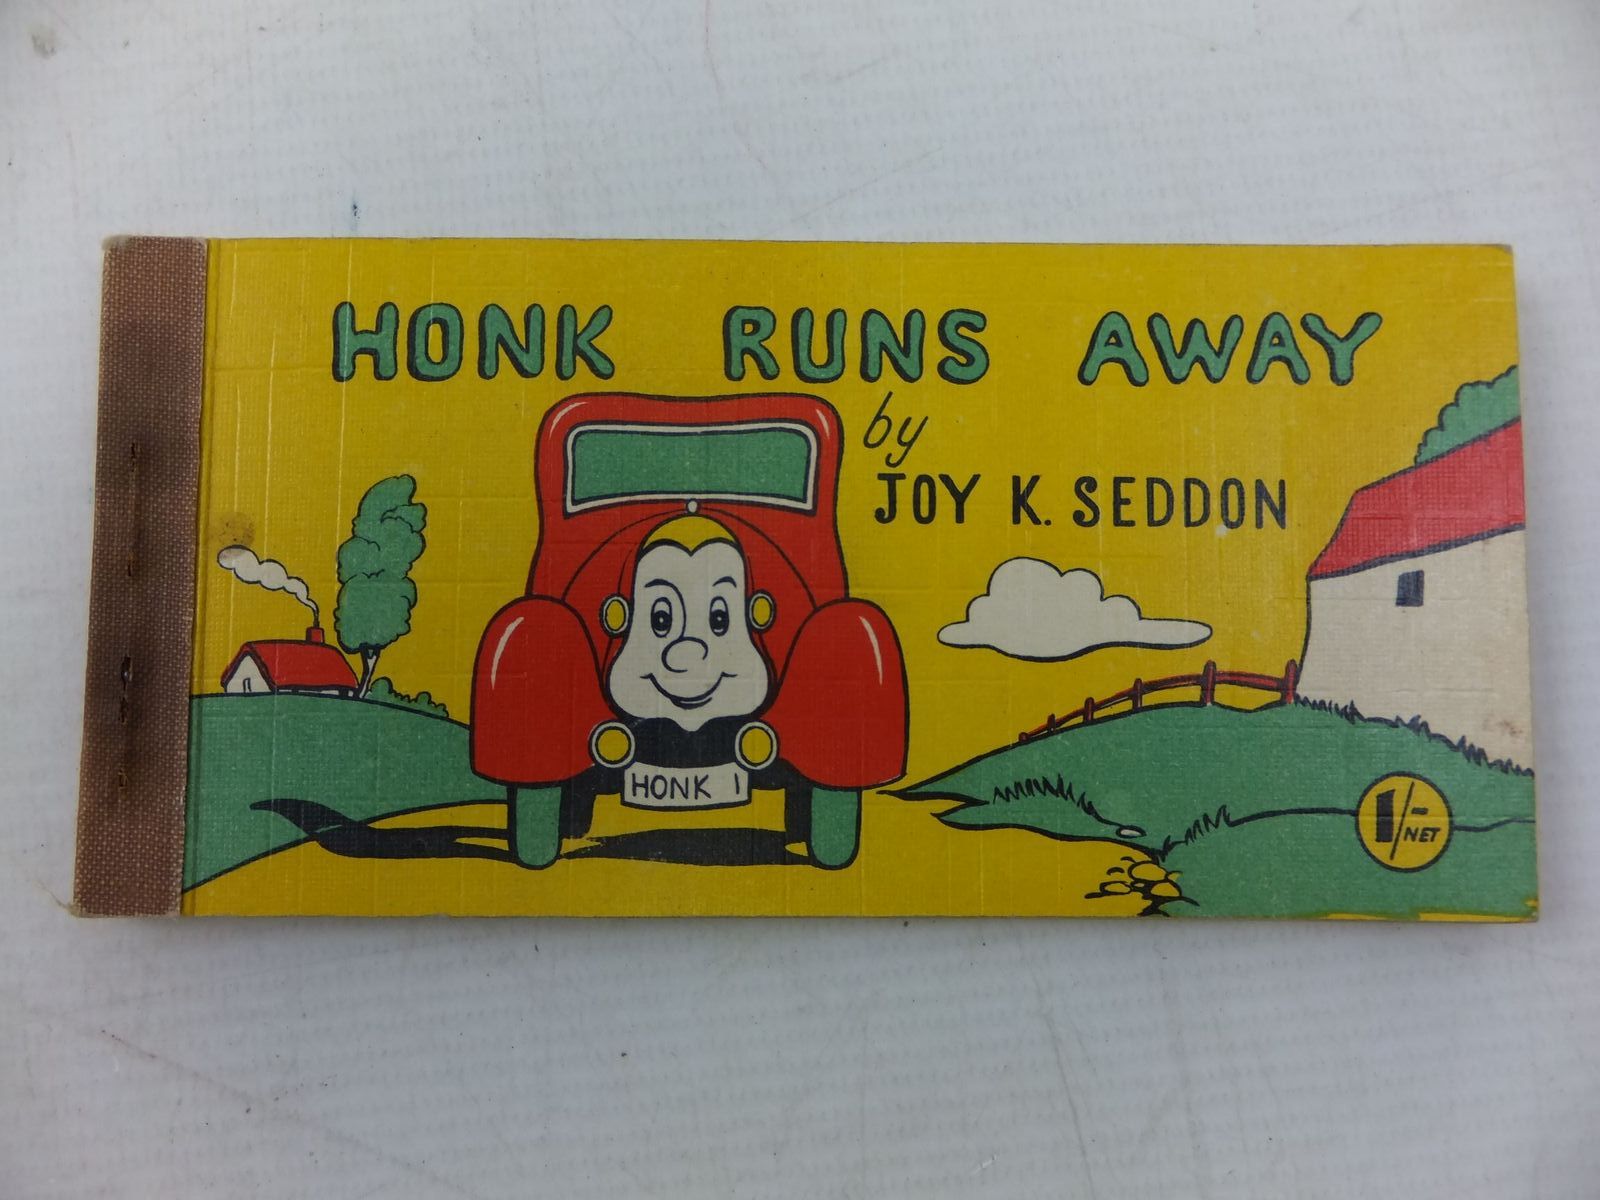 HONK RUNS AWAY
by
JOY K. SEDDON
HONK 1
1/-
NET